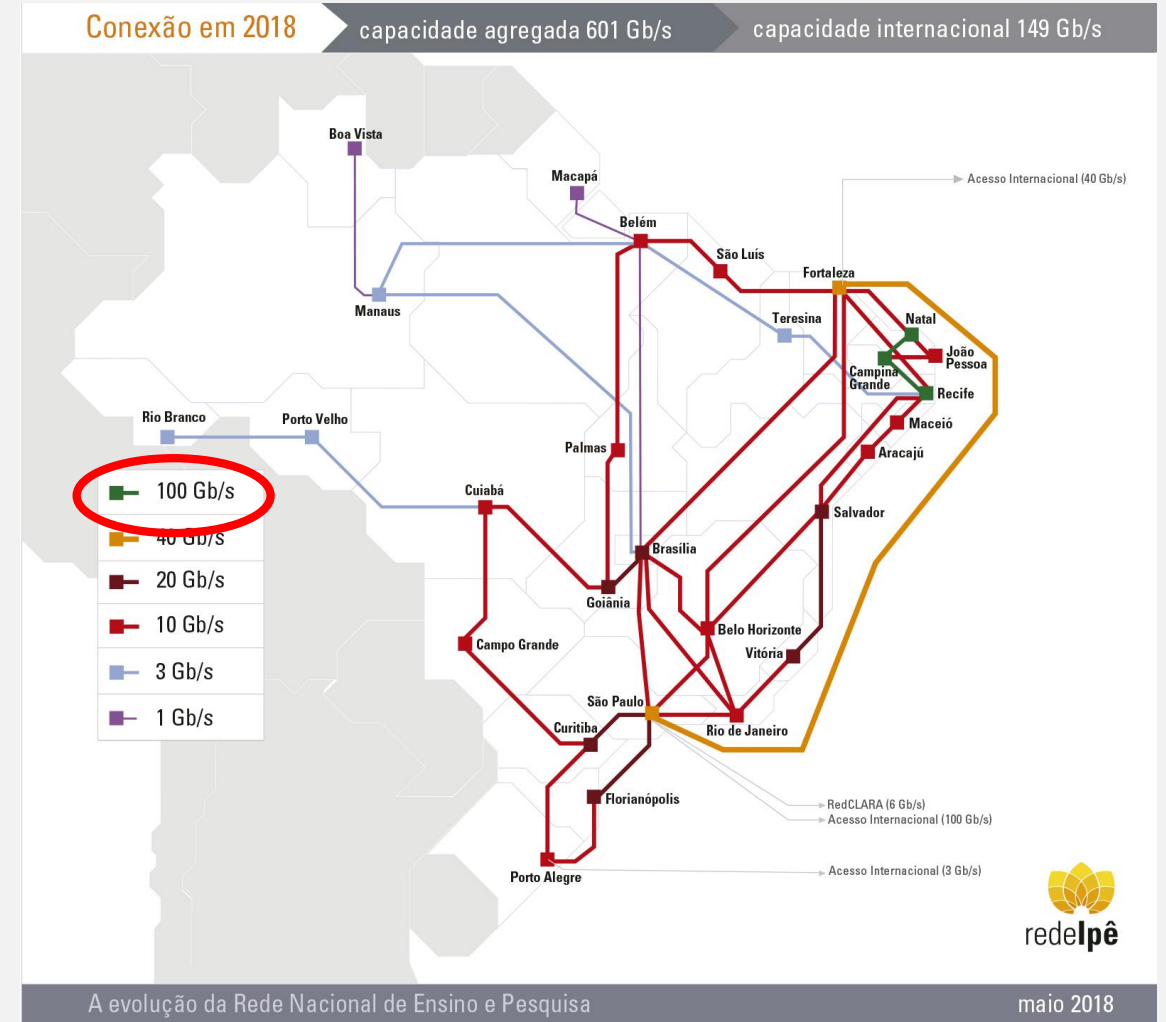 Conexão em 2018
capacidade agregada 601 Gb/s
capacidade internacional 149 Gb/s
Boa Vista
Macapá
Acesso Internacional (40 Gb/s)
Belém
São Luís
Fortaleza
Manaus
Teresina
Natal
João
Pessoa
Campina
Grande
Recife
Rio Branco
Porto Velho
Maceió
Palmas
Aracajú
Cuiabá
100 Gb/s
Salvador
40 Gb/s
Brasília
20 Gb/s
Goiânia
10 Gb/s
Belo Horizonte
Campo Grande
Vitória
3 Gb/s
São Paulo
1 Gb/s
Curitiba
Rio de Janeiro
Florianópolis
RedCLARA (6 Gb/s)
Acesso Internacional (100 Gb/s)
Porto Alegre
Acesso Internacional (3 Gb/s)
redeIpê
A evolução da Rede Nacional de Ensino e Pesquisa
maio 2018